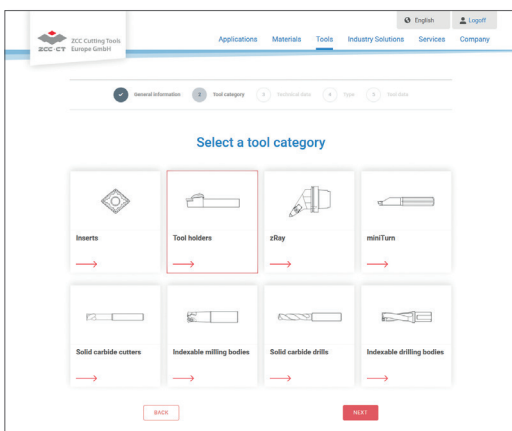 English
Logoff
ZCC Cutting Tools
Europe GmbH
ZCC-CT
Applications
Materials
Tools
Industry Solutions
Services
Company
General information
2
Tool category
3
Technical data
4
Type
5
Tool data
Select a tool category
Inserts
Tool holders
zRay
miniTurn
Solid carbide cutters
Indexable milling bodies
Solid carbide drills
Indexable drilling bodies
BACK
NEXT